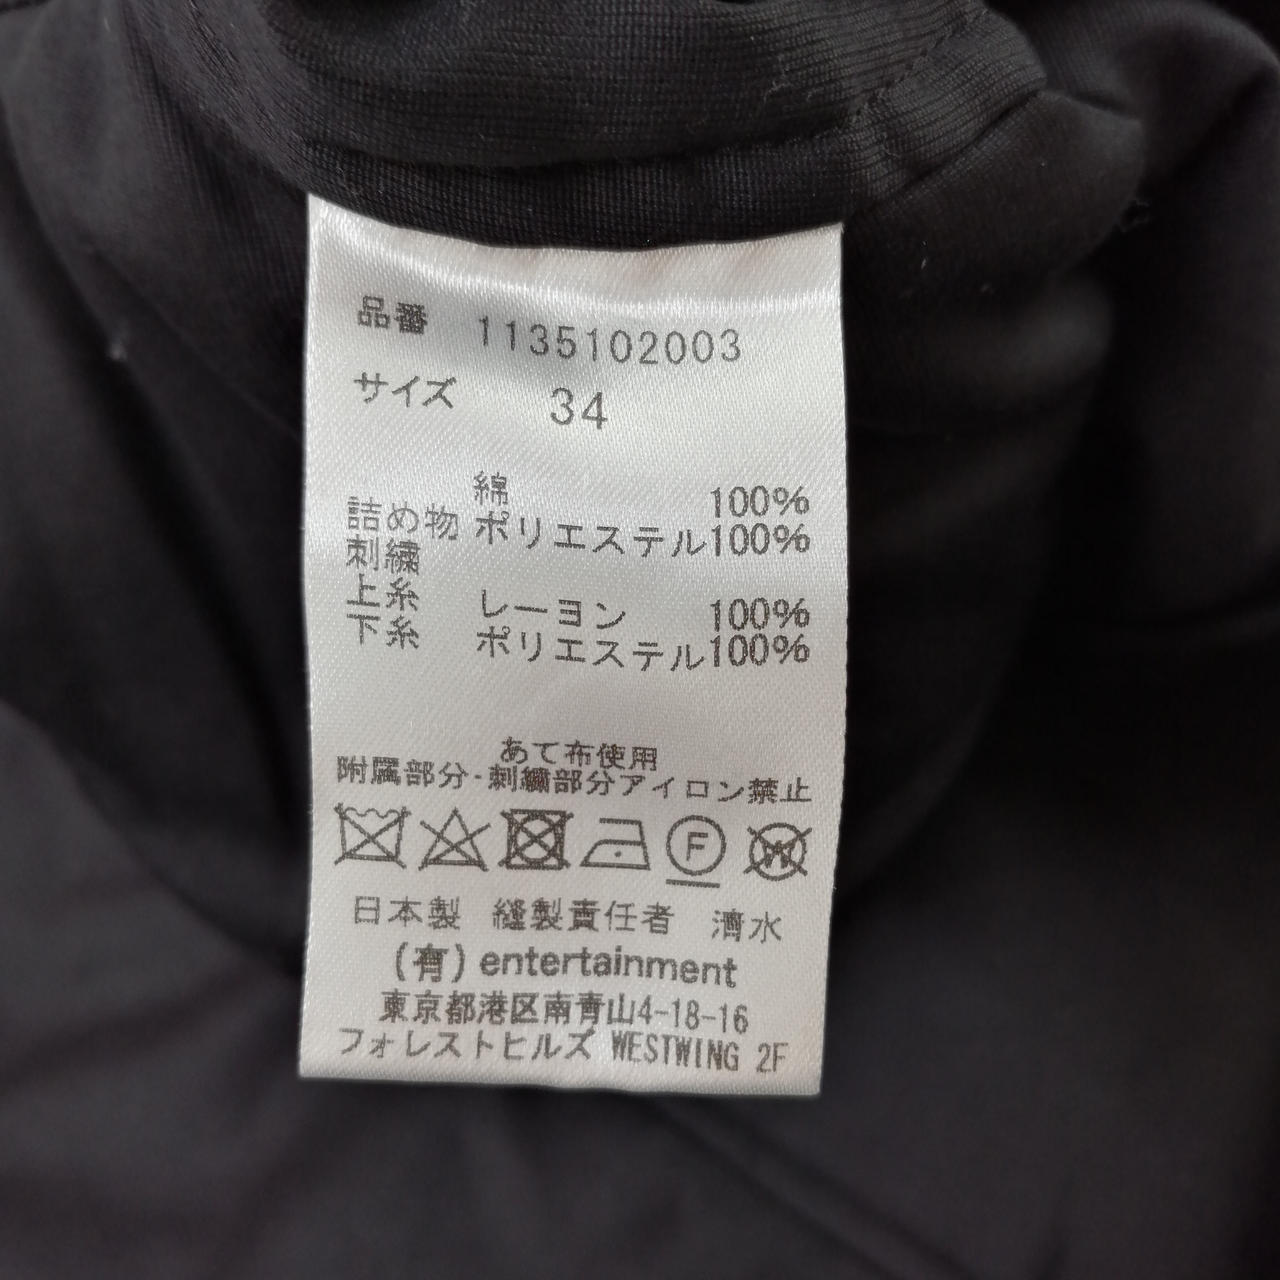 品番 1135102003
サイズ 34
綿 100%
詰め物 ポリエステル100%
刺繍
上糸 レーヨン 100%
下糸 ポリエステル100%
あて布使用
附属部分・刺繍部分アイロン禁止
F W
日本製 縫製責任者 清水
(有) entertainment
東京都港区南青山4-18-16
フォレストヒルズ WESTWING 2F